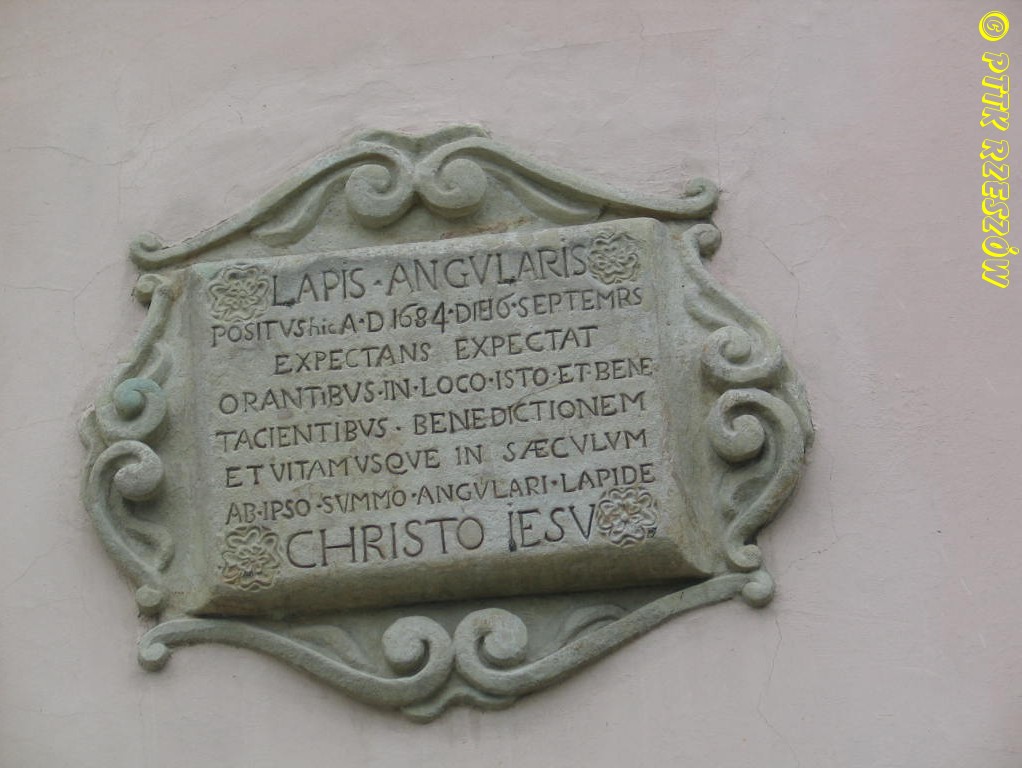 LAPIS · ANGVLARIS
POSITVS hic A · D 1684 · DIE 16 · SEPTEMRS
EXPECTANS EXPECTAT
ORANTIBVS · IN · LOCO · ISTO · ET · BENE
TACIENTIBVS · BENEDICTIONEM
ET VITAM VSQVE IN SÆCVLVM
AB · IPSO · SVMMO · ANGVLARI · LAPIDE
CHRISTO IESV
© PTTK RZESZÓW